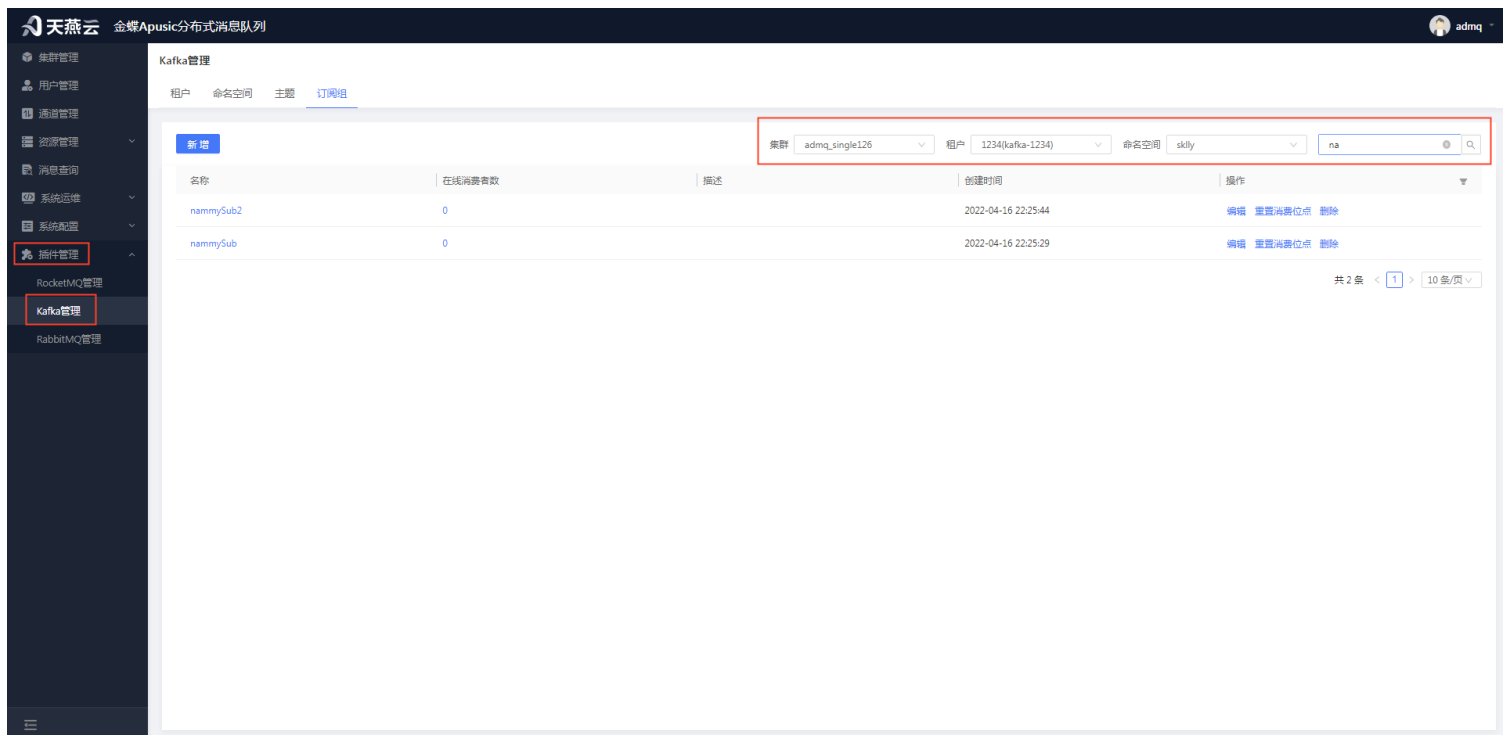 天燕云 金蝶Apusic分布式消息队列 admq
集群管理
用户管理
通道管理
资源管理
消息查询
系统运维
系统配置
插件管理
RocketMQ管理
Kafka管理
RabbitMQ管理
Kafka管理
租户 命名空间 主题 订阅组
新增 集群 admq_single126 租户 1234(kafka-1234) 命名空间 sklly na
名称 在线消费者数 描述 创建时间 操作
nammySub2 0 2022-04-16 22:25:44 编辑 重置消费位点 删除
nammySub 0 2022-04-16 22:25:29 编辑 重置消费位点 删除
共 2 条 < 1 > 10 条/页